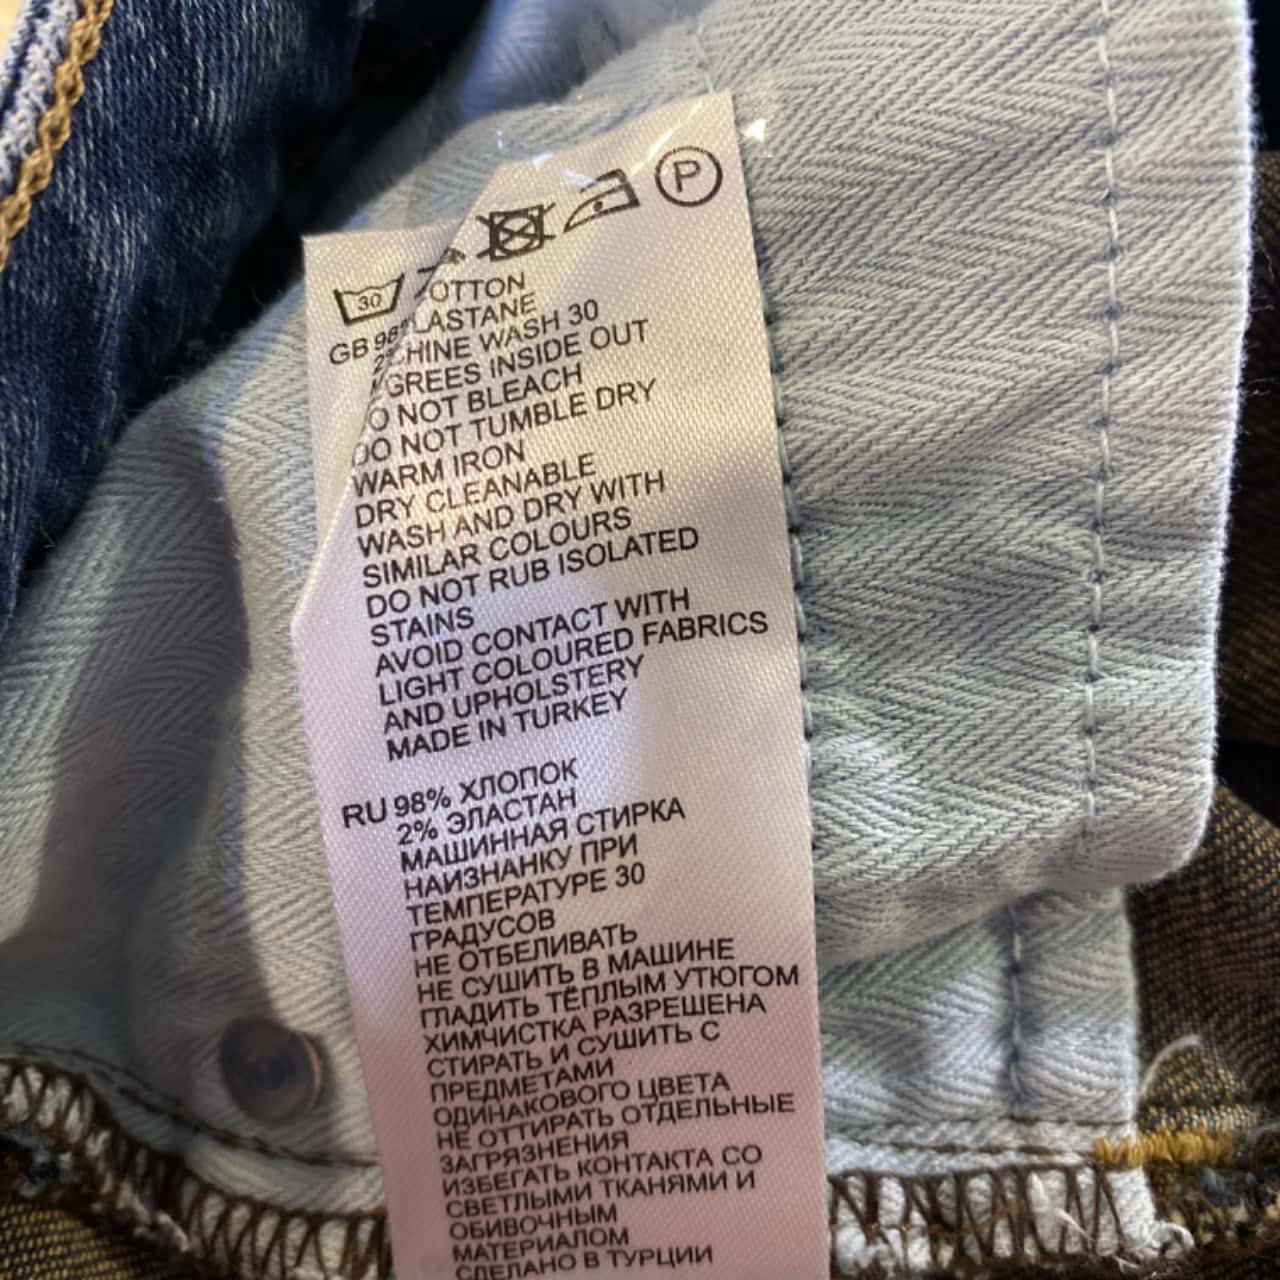 30
P
GB 98
OTTON
LASTANE
HINE WASH 30
GREES INSIDE OUT
O NOT BLEACH
DO NOT TUMBLE DRY
WARM IRON
DRY CLEANABLE
WASH AND DRY WITH
SIMILAR COLOURS
DO NOT RUB ISOLATED
STAINS
AVOID CONTACT WITH
LIGHT COLOURED FABRICS
AND UPHOLSTERY
MADE IN TURKEY
RU 98% ХЛОПОК
2% ЭЛАСТАН
МАШИННАЯ СТИРКА
НАИЗНАНКУ ПРИ
ТЕМПЕРАТУРЕ 30
ГРАДУСОВ
НЕ ОТБЕЛИВАТЬ
НЕ СУШИТЬ В МАШИНЕ
ГЛАДИТЬ ТЁПЛЫМ УТЮГОМ
ХИМЧИСТКА РАЗРЕШЕНА
СТИРАТЬ И СУШИТЬ С
ПРЕДМЕТАМИ
ОДИНАКОВОГО ЦВЕТА
НЕ ОТТИРАТЬ ОТДЕЛЬНЫЕ
ЗАГРЯЗНЕНИЯ
ИЗБЕГАТЬ КОНТАКТА СО
СВЕТЛЫМИ ТКАНЯМИ И
ОБИВОЧНЫМ
МАТЕРИАЛОМ
СДЕЛАНО В ТУРЦИИ